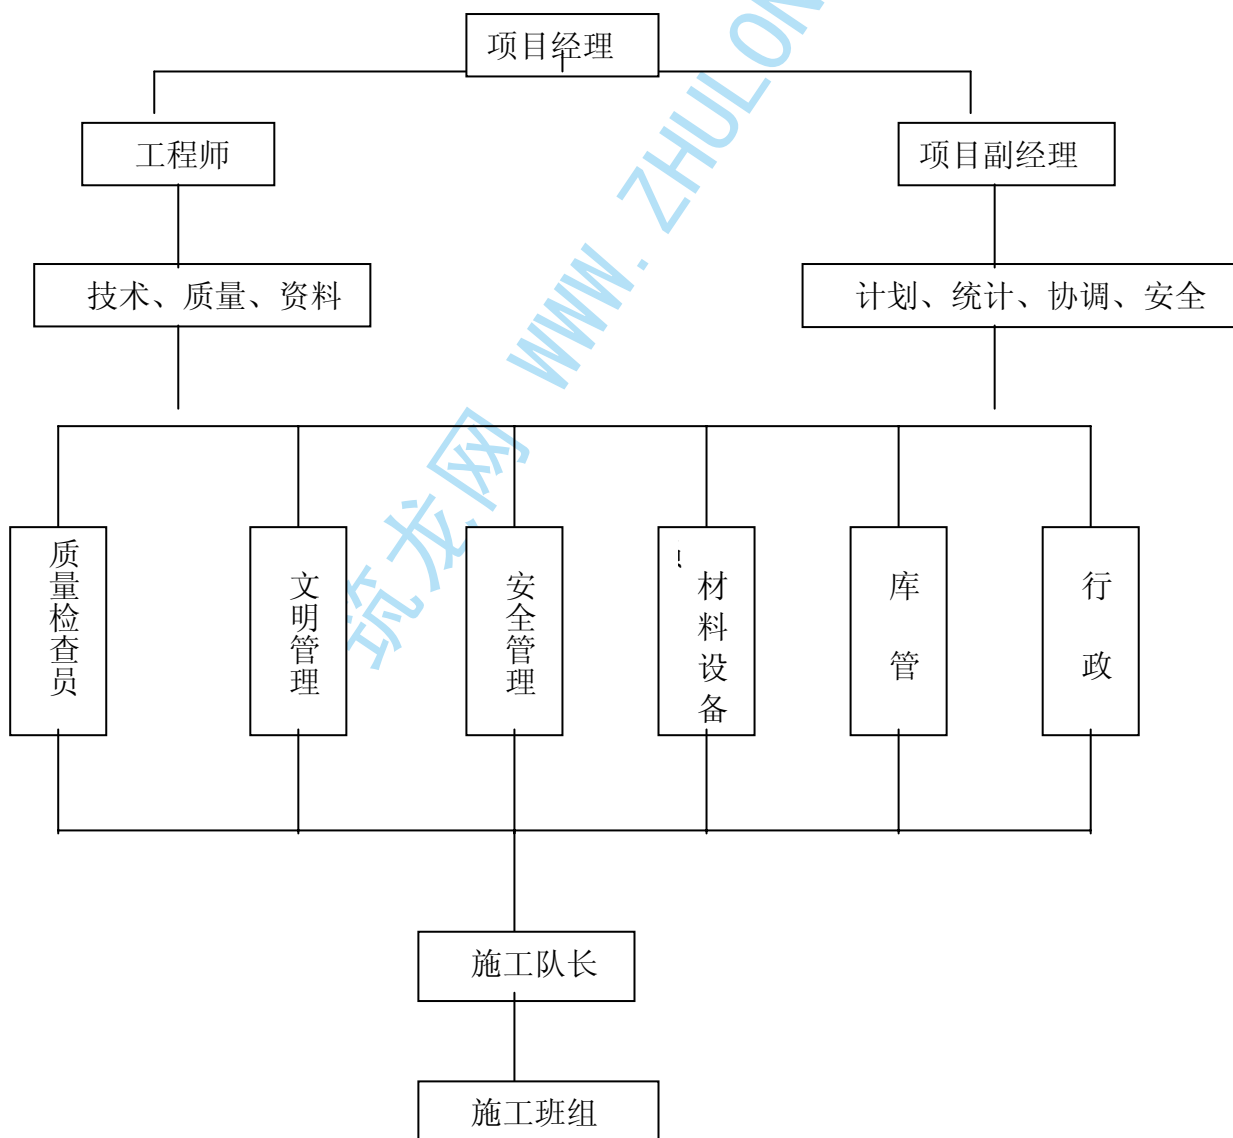 项目经理
工程师
项目副经理
技术、质量、资料
计划、统计、协调、安全
质量检查员
文明管理
安全管理
材料设备
库管
行政
施工队长
施工班组
筑龙网 WWW.ZHULON